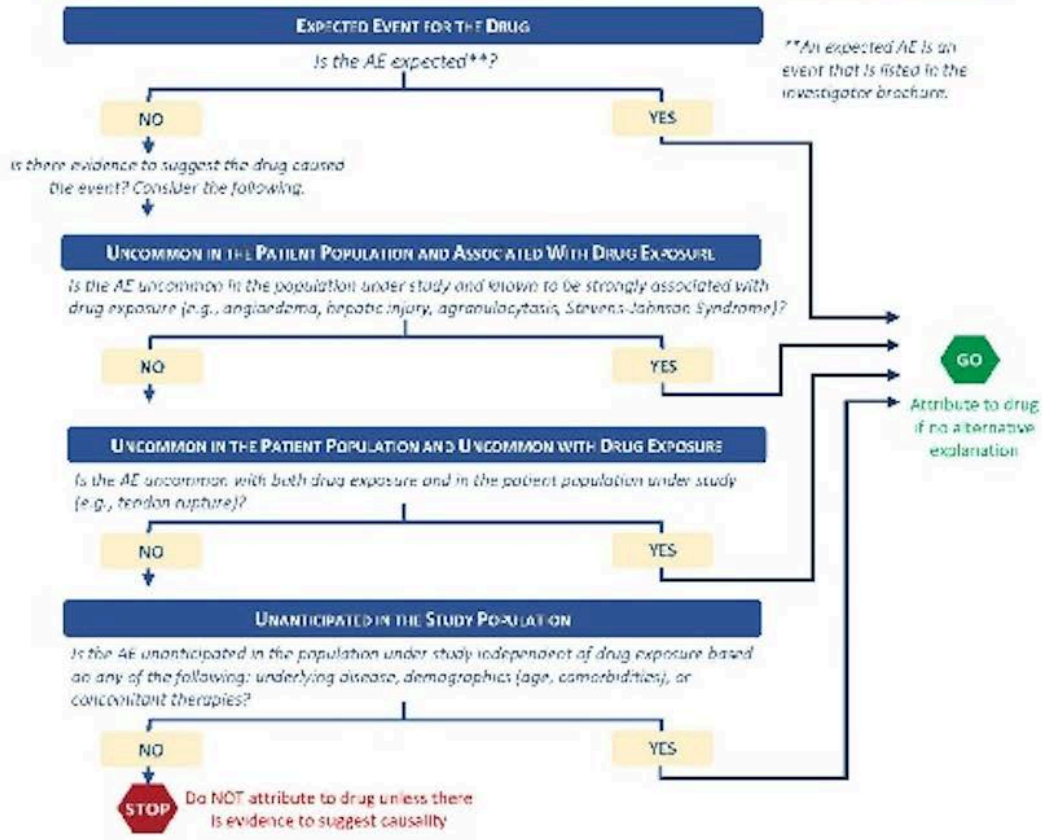 EXPECTED EVENT FOR THE DRUG
Is the AE expected**?
**An expected AE is an
event that is listed in the
investigator brochure.
NO
YES
Is there evidence to suggest the drug caused
the event? Consider the following.
UNCOMMON IN THE PATIENT POPULATION AND ASSOCIATED WITH DRUG EXPOSURE
Is the AE uncommon in the population under study and known to be strongly associated with
drug exposure (e.g., angioedema, hepatic injury, agranulocytosis, Stevens-Johnson Syndrome)?
NO
YES
GO
Attribute to drug
if no alternative
explanation
UNCOMMON IN THE PATIENT POPULATION AND UNCOMMON WITH DRUG EXPOSURE
Is the AE uncommon with both drug exposure and in the patient population under study
(e.g., tendon rupture)?
NO
YES
UNANTICIPATED IN THE STUDY POPULATION
Is the AE unanticipated in the population under study independent of drug exposure based
on any of the following: underlying disease, demographics (age, comorbidities), or
concomitant therapies?
NO
YES
STOP
Do NOT attribute to drug unless there
is evidence to suggest causality